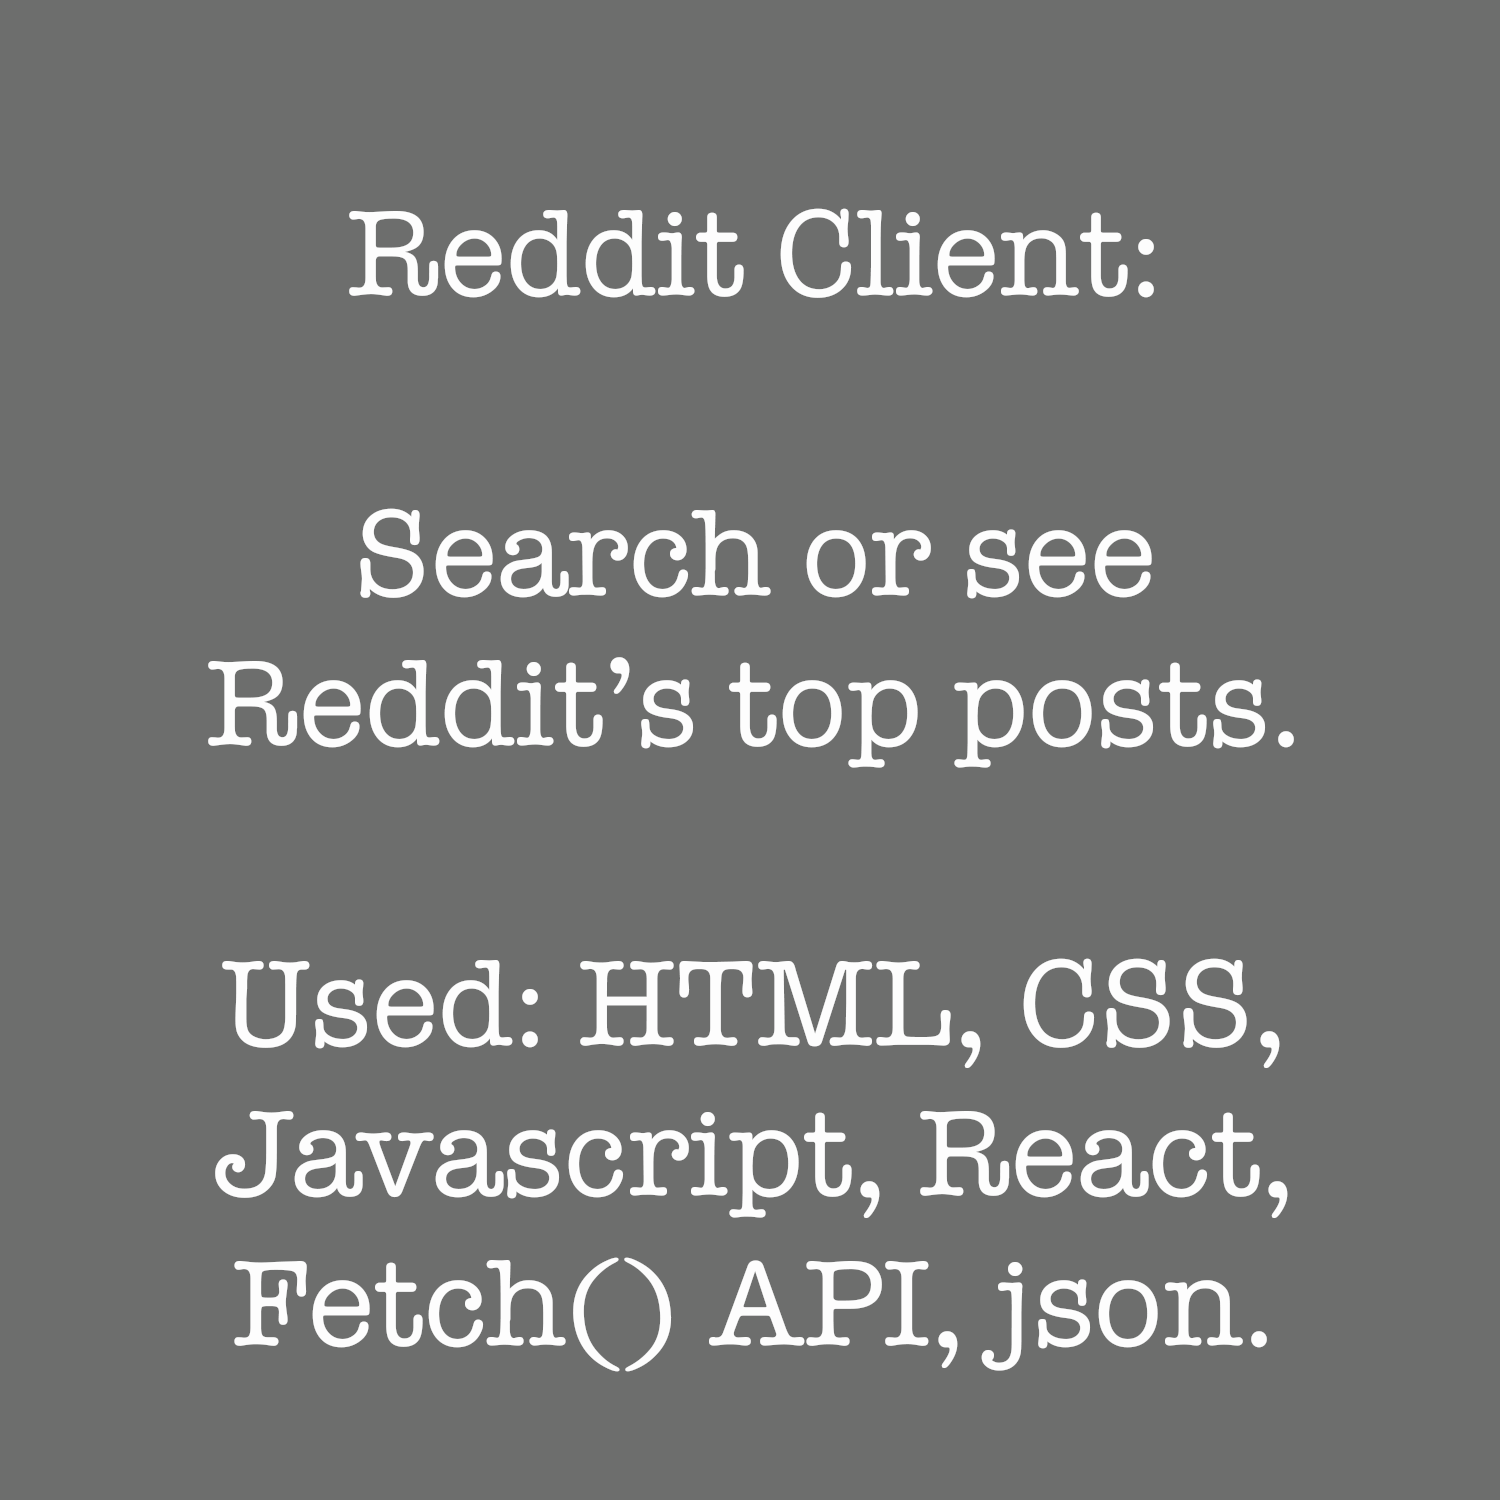 Reddit Client:
Search or see
Reddit’s top posts.
Used: HTML, CSS,
Javascript, React,
Fetch() API, json.